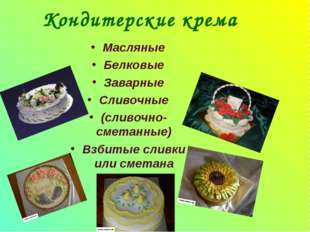 Кондитерские крема
• Масляные
• Белковые
• Заварные
• Сливочные
• (сливочно-
сметанные)
• Взбитые сливки
или сметана